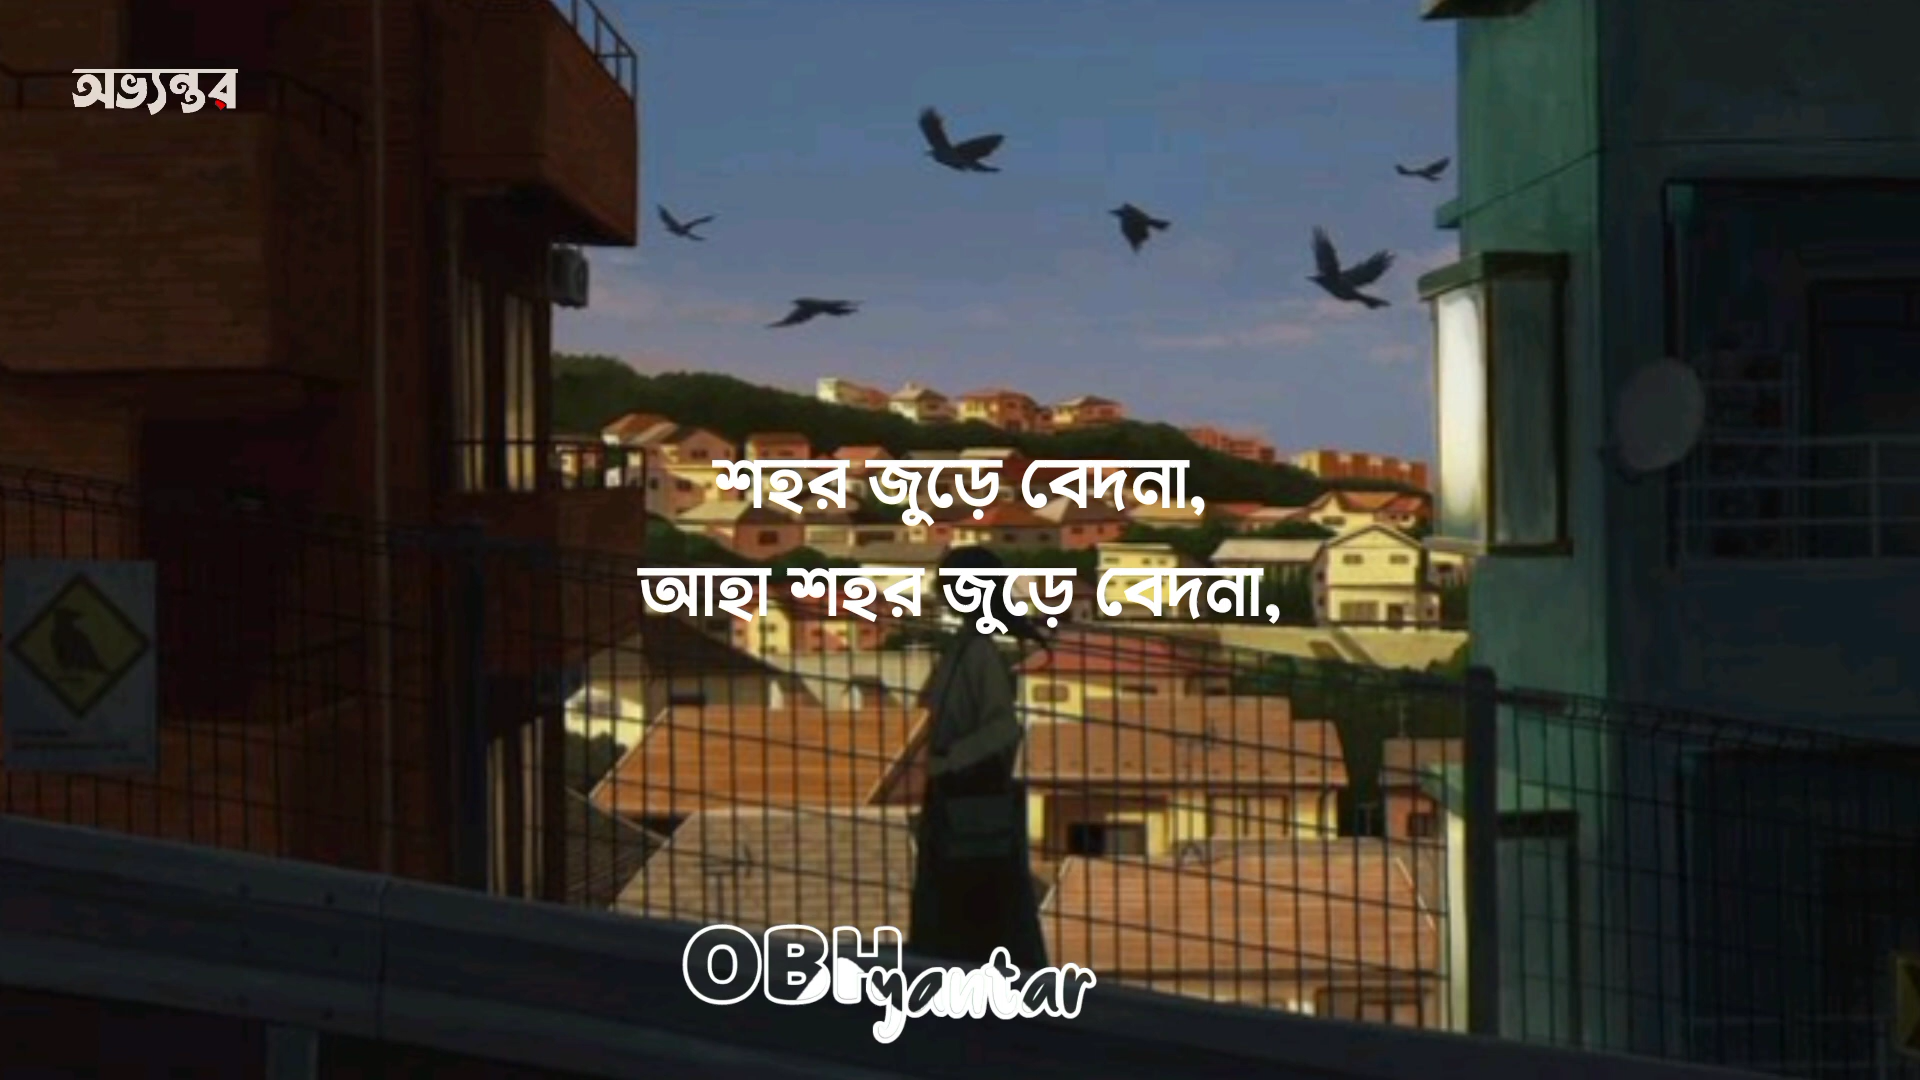 অভ্যন্তর
শহর জুড়ে বেদনা,
আহা শহর জুড়ে বেদনা,
OBHyantar